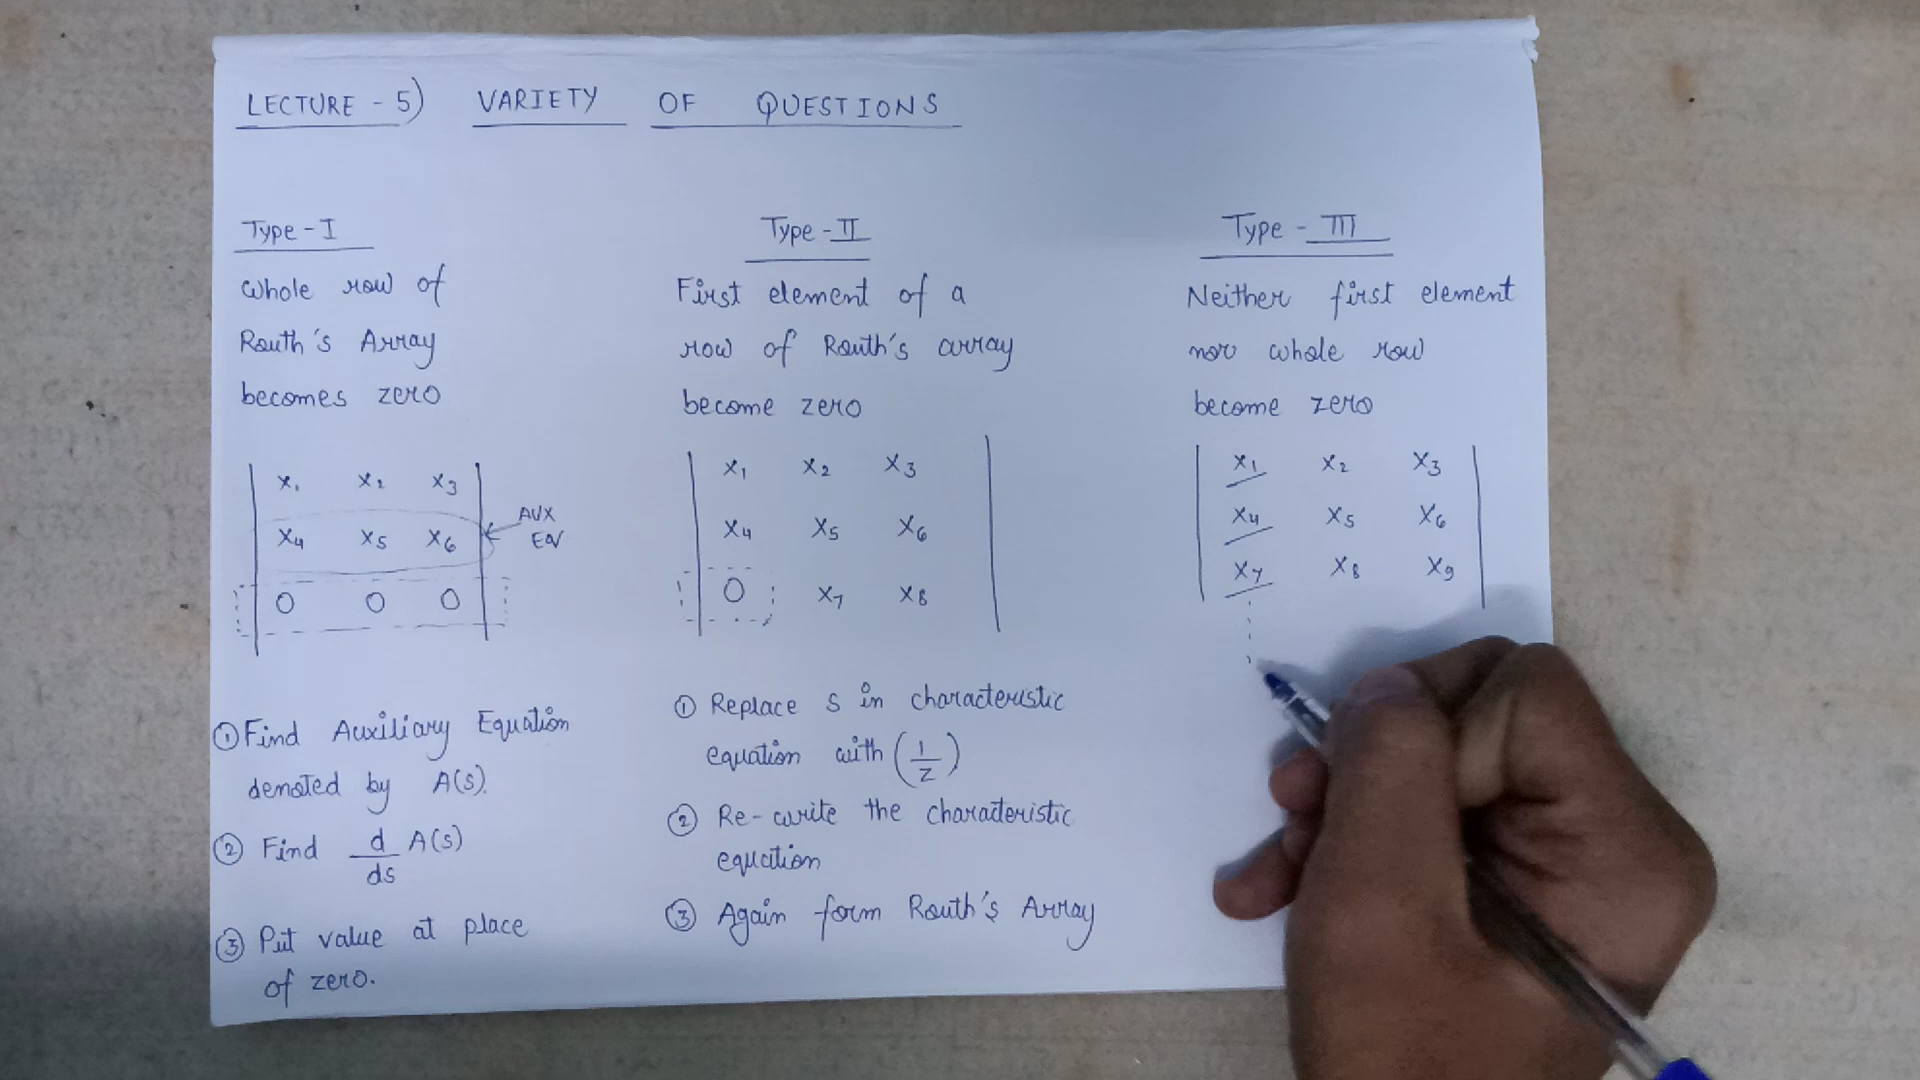 LECTURE - 5) VARIETY OF QUESTIONS
Type - I
Whole row of
Routh's Array
becomes zero
X1 X2 X3
X4 X5 X6
AUX
EQ
0 0 0
① Find Auxiliary Equation
denoted by A(s).
② Find d/ds A(s)
③ Put value at place
of zero.
Type - II
First element of a
row of Routh's array
become zero
X1 X2 X3
X4 X5 X6
0 X7 X8
① Replace s in characteristic
equation with (1/z)
② Re-write the characteristic
equation
③ Again form Routh's Array
Type - III
Neither first element
nor whole row
become zero
X1 X2 X3
X4 X5 X6
X7 X8 X9